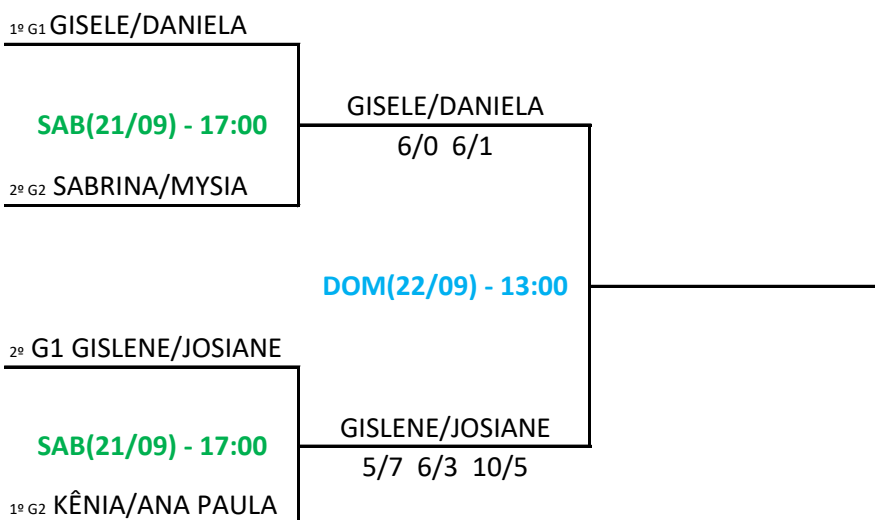 1º G1 GISELE/DANIELA
SAB(21/09) - 17:00
2º G2 SABRINA/MYSIA
GISELE/DANIELA
6/0 6/1
DOM(22/09) - 13:00
2º G1 GISLENE/JOSIANE
SAB(21/09) - 17:00
1º G2 KÊNIA/ANA PAULA
GISLENE/JOSIANE
5/7 6/3 10/5